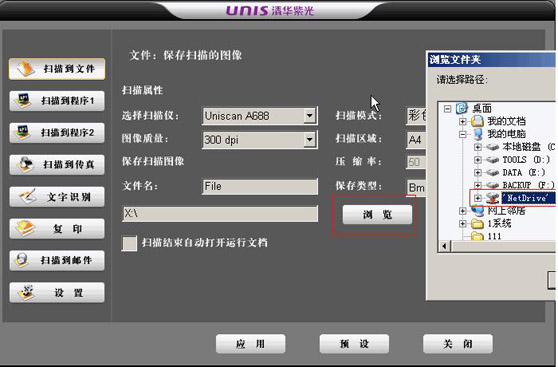 UNIS 清华紫光
扫描到文件
扫描到程序1
扫描到程序2
扫描到传真
文字识别
复印
扫描到邮件
设置
文件：保存扫描的图像
扫描属性
选择扫描仪： Uniscan A688 扫描模式： 彩色
图像质量： 300 dpi 扫描区域： A4
保存扫描图像 压缩率： 50
文件名： File 保存类型： Bm
X:\ 浏览
扫描结束自动打开运行文档
应用 预设 关闭
浏览文件夹
请选择路径：
桌面
我的文档
我的电脑
本地磁盘 (C
TOOLS (D:)
DATA (E:)
BACKUP (F:)
'NetDrive'
网上邻居
1系统
111